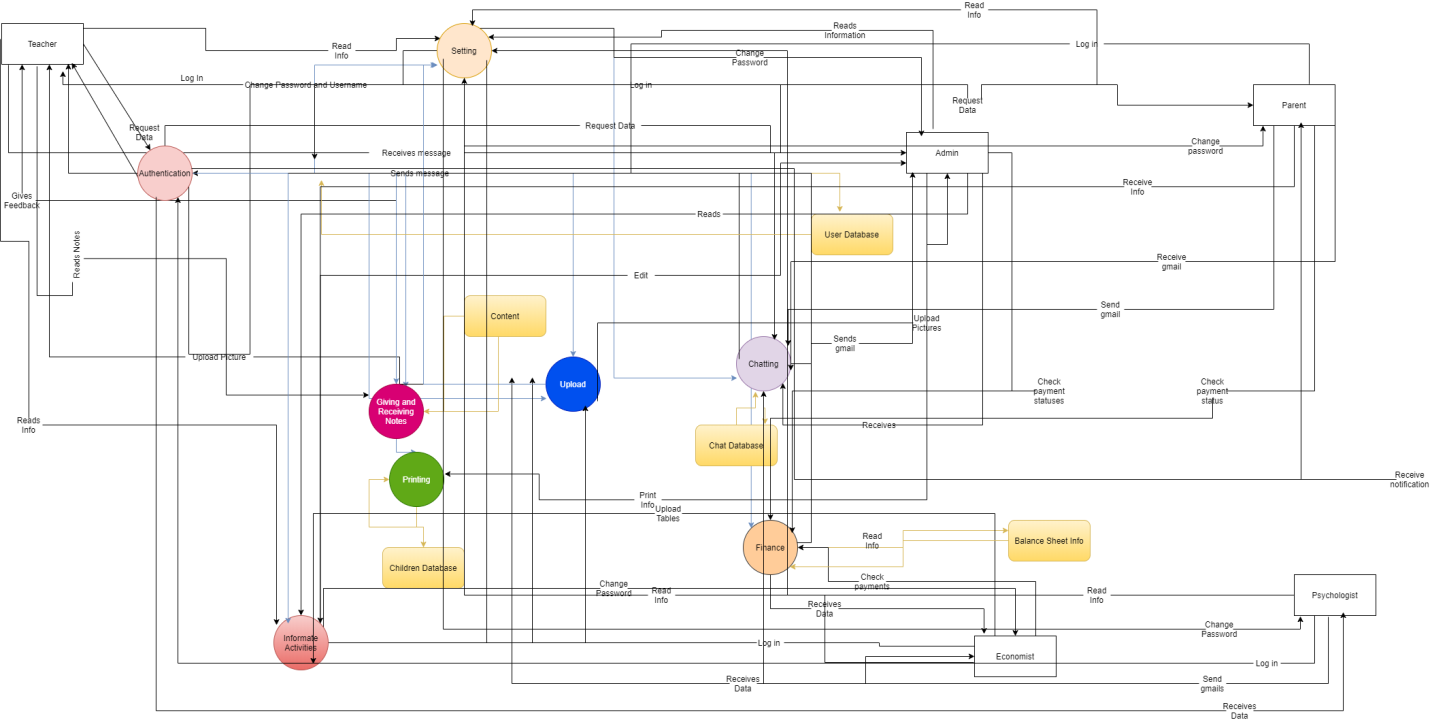 Read
Info
Reads
Information
Teacher
Read
Info
Setting
Change
Password
Log in
Log In
Change Password and Username
Log in
Request
Data
Parent
Request
Data
Request Data
Change
password
Receives message
Admin
Authentication
Sends message
Receive
Info
Gives
Feedback
Reads
User Database
Reads Notes
Receive
gmail
Edit
Content
Send
gmail
Upload
Pictures
Sends
gmail
Upload Picture
Chatting
Upload
Check
payment
statuses
Check
payment
status
Giving and
Receiving
Notes
Reads
Info
Receives
Chat Database
Printing
Receive
notification
Print
Info
Upload
Tables
Read
Info
Finance
Balance Sheet Info
Children Database
Check
payments
Change
Password
Read
Info
Read
Info
Psychologist
Receives
Data
Change
Password
Informate
Activities
Log in
Economist
Log in
Receives
Data
Send
gmails
Receives
Data